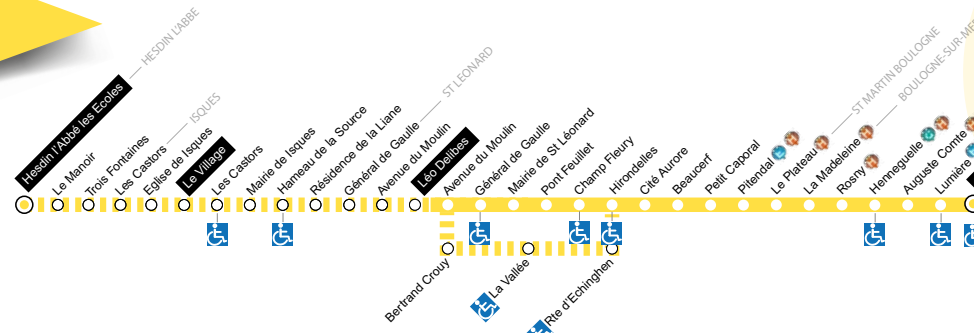 HESDIN L'ABBE
Hesdin l'Abbé les Ecoles
Le Manoir
Trois Fontaines
Les Castors
ISQUES
Eglise de Isques
Le Village
Les Castors
Mairie de Isques
Hameau de la Source
Résidence de la Liane
Général de Gaulle
ST LEONARD
Avenue du Moulin
Léo Delibes
Avenue du Moulin
Général de Gaulle
Mairie de St Léonard
Pont Feuillet
Champ Fleury
Hirondelles
Cité Aurore
Beaucerf
Petit Caporal
Pitendal
Le Plateau
ST MARTIN BOULOGNE
La Madeleine
BOULOGNE-SUR-ME
Rosny
Henneguelle
Auguste Comte
Lumière
Bertrand Crouy
La Vallée
Rte d'Echinghen